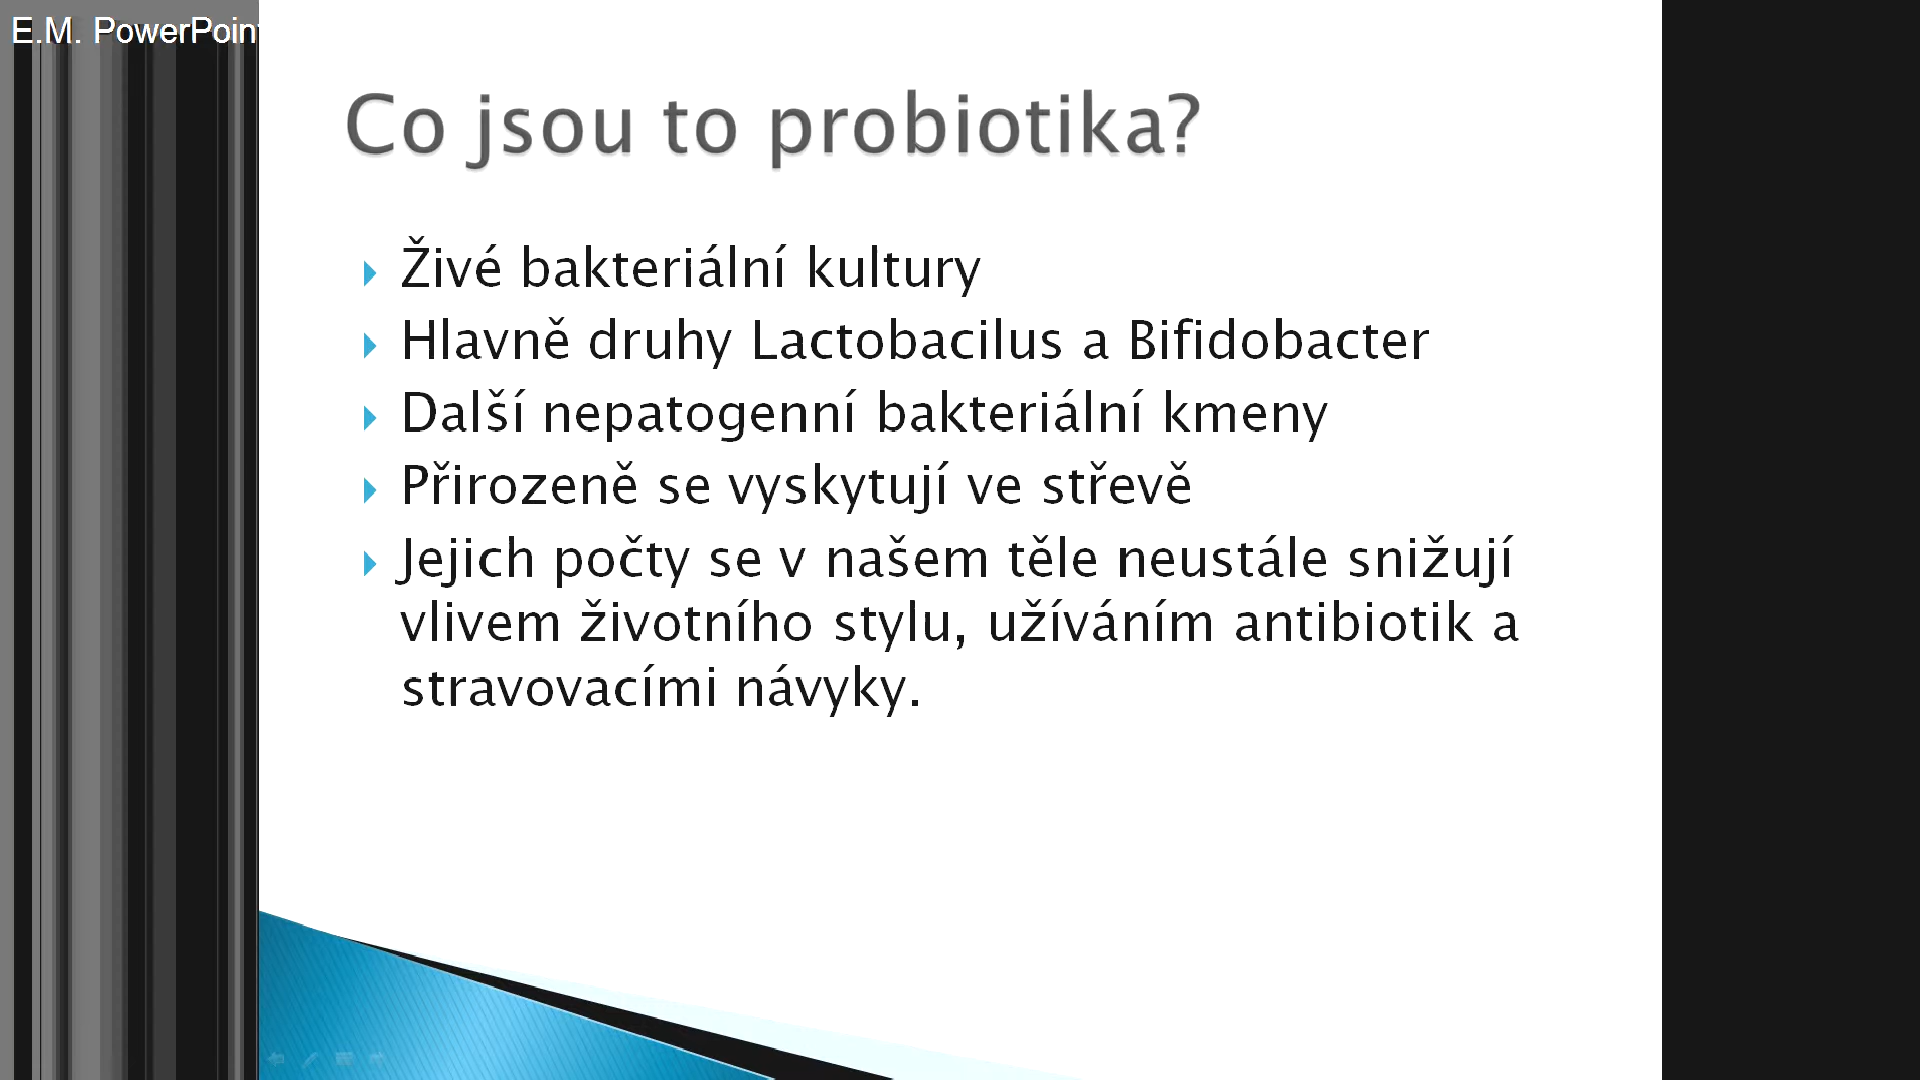 E.M. PowerPoint
Co jsou to probiotika?
Živé bakteriální kultury
Hlavně druhy Lactobacilus a Bifidobacter
Další nepatogenní bakteriální kmeny
Přirozeně se vyskytují ve střevě
Jejich počty se v našem těle neustále snižují
vlivem životního stylu, užíváním antibiotik a
stravovacími návyky.